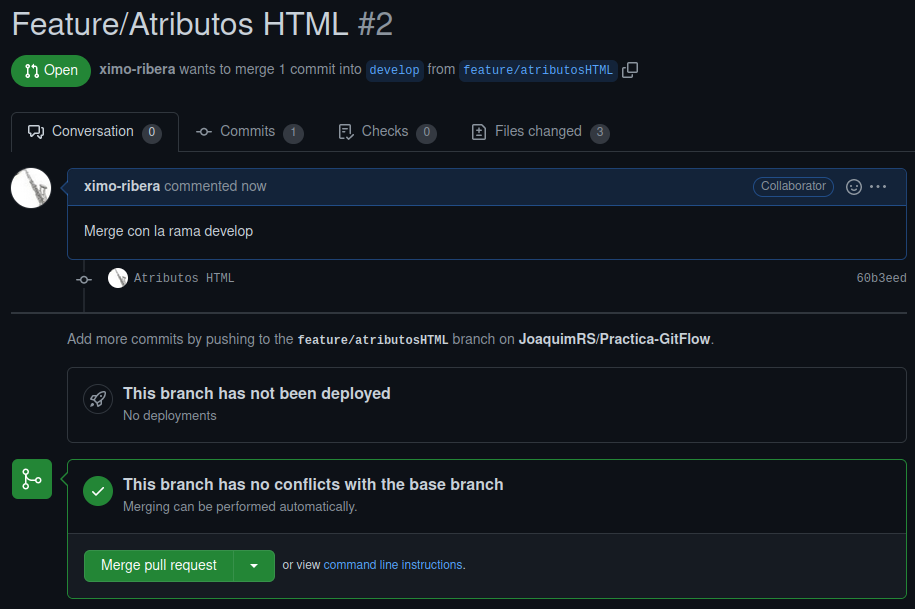 Feature/Atributos HTML #2
Open ximo-ribera wants to merge 1 commit into develop from feature/atributosHTML
Conversation 0 Commits 1 Checks 0 Files changed 3
ximo-ribera commented now Collaborator
Merge con la rama develop
Atributos HTML 60b3eed
Add more commits by pushing to the feature/atributosHTML branch on JoaquimRS/Practica-GitFlow.
This branch has not been deployed
No deployments
This branch has no conflicts with the base branch
Merging can be performed automatically.
Merge pull request or view command line instructions.